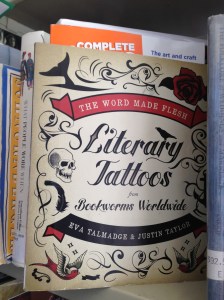 COMPLETE
The art and craft
THE WORD MADE FLESH
Literary
Tattoos
from
Bookworms Worldwide
EVA TALMADGE & JUSTIN TAYLOR